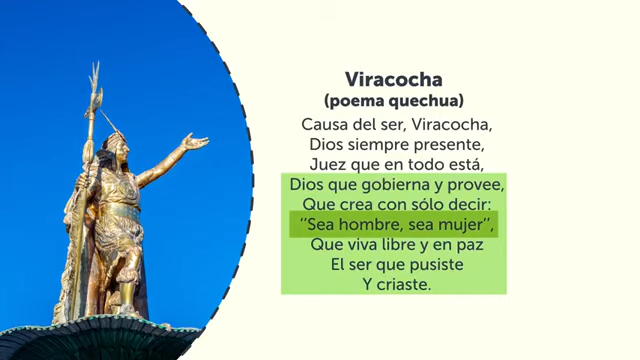 Viracocha
(poema quechua)
Causa del ser, Viracocha,
Dios siempre presente,
Juez que en todo está,
Dios que gobierna y provee,
Que crea con sólo decir:
‘‘Sea hombre, sea mujer’’,
Que viva libre y en paz
El ser que pusiste
Y criaste.